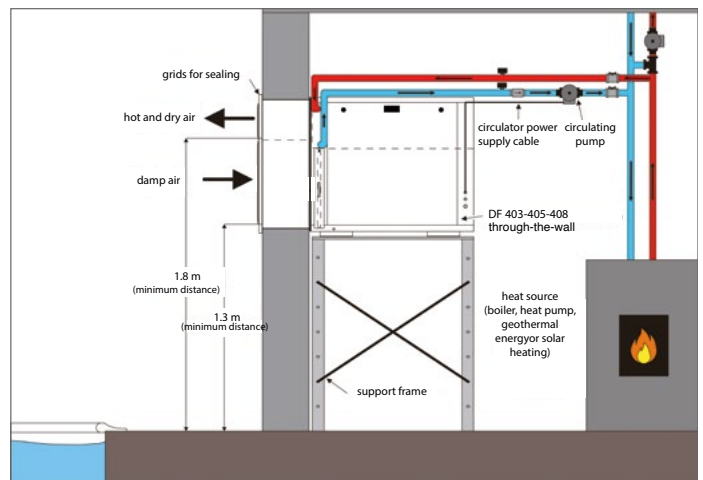 grids for sealing
hot and dry air
damp air
circulator power
supply cable
circulating
pump
DF 403-405-408
through-the-wall
1.8 m
(minimum distance)
1.3 m
(minimum distance)
heat source
(boiler, heat pump,
geothermal
energyor solar
heating)
support frame